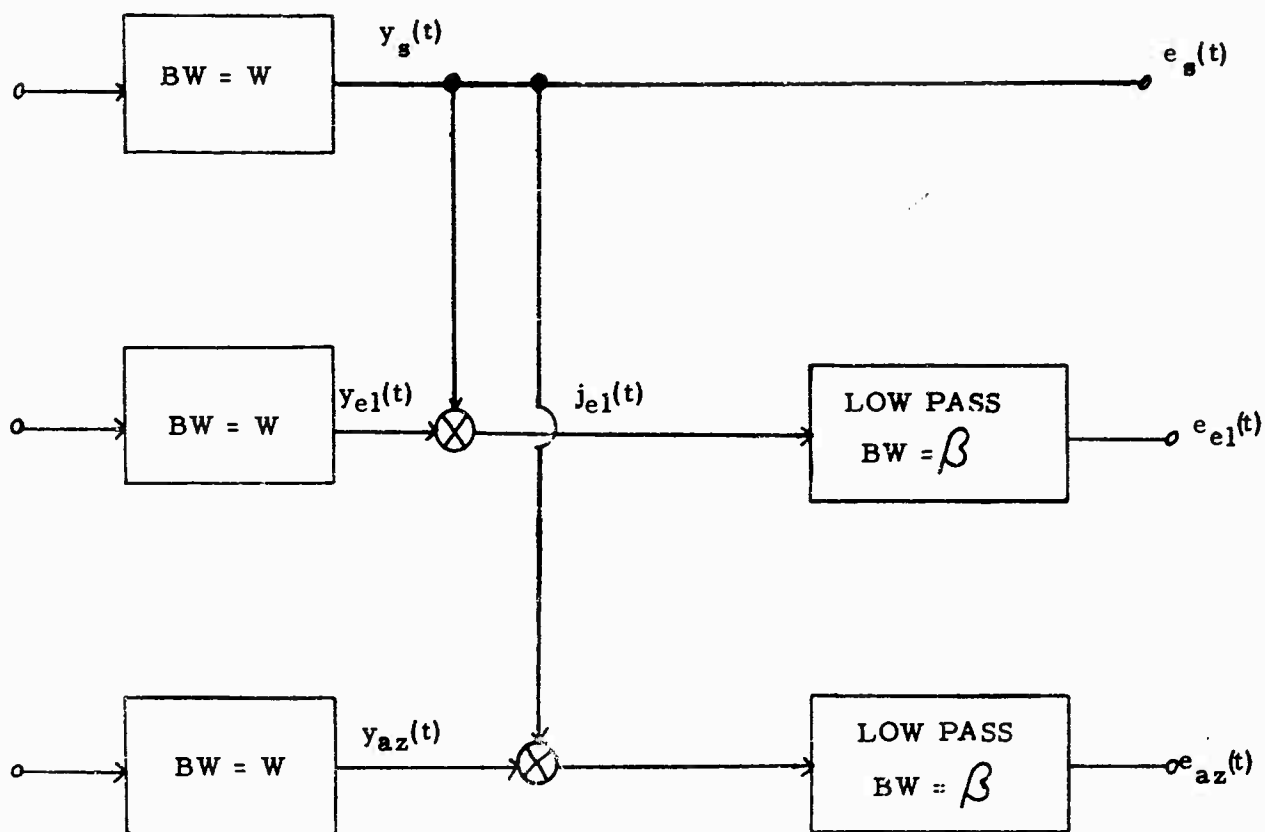 y_s(t)
e_s(t)
BW = W
y_el(t)
j_el(t)
LOW PASS
BW = β
e_el(t)
BW = W
y_az(t)
LOW PASS
BW = β
e_az(t)
BW = W